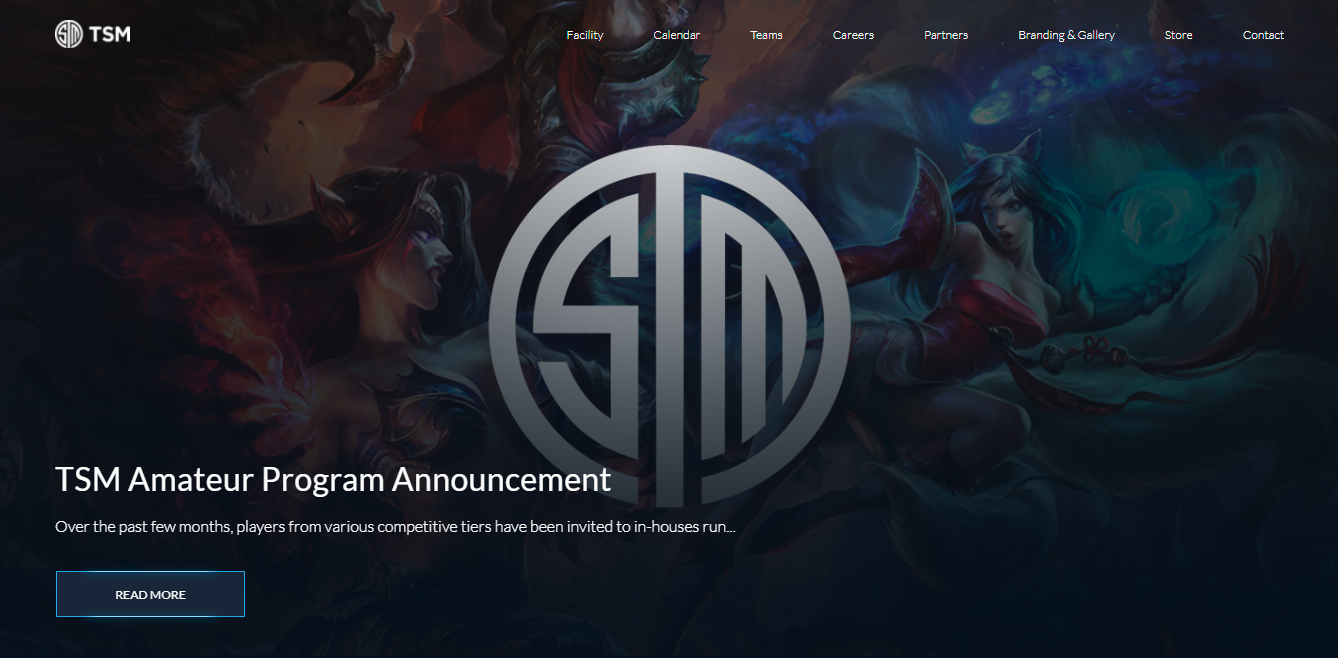 TSM
Facility Calendar Teams Careers Partners Branding & Gallery Store Contact
TSM
TSM Amateur Program Announcement
Over the past few months, players from various competitive tiers have been invited to in-houses run...
READ MORE